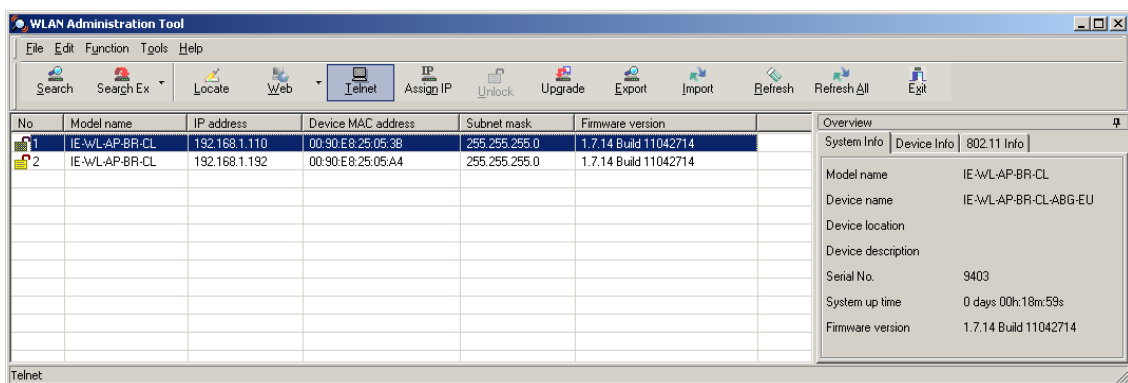 WLAN Administration Tool
File Edit Function Tools Help
Search Search Ex Locate Web Telnet Assign IP Unlock Upgrade Export Import Refresh Refresh All Exit
No Model name IP address Device MAC address Subnet mask Firmware version
1 IE-WL-AP-BR-CL 192.168.1.110 00:90:E8:25:05:3B 255.255.255.0 1.7.14 Build 11042714
2 IE-WL-AP-BR-CL 192.168.1.192 00:90:E8:25:05:A4 255.255.255.0 1.7.14 Build 11042714
Overview
System Info Device Info 802.11 Info
Model name IE-WL-AP-BR-CL
Device name IE-WL-AP-BR-CL-ABG-EU
Device location
Device description
Serial No. 9403
System up time 0 days 00h:18m:59s
Firmware version 1.7.14 Build 11042714
Telnet